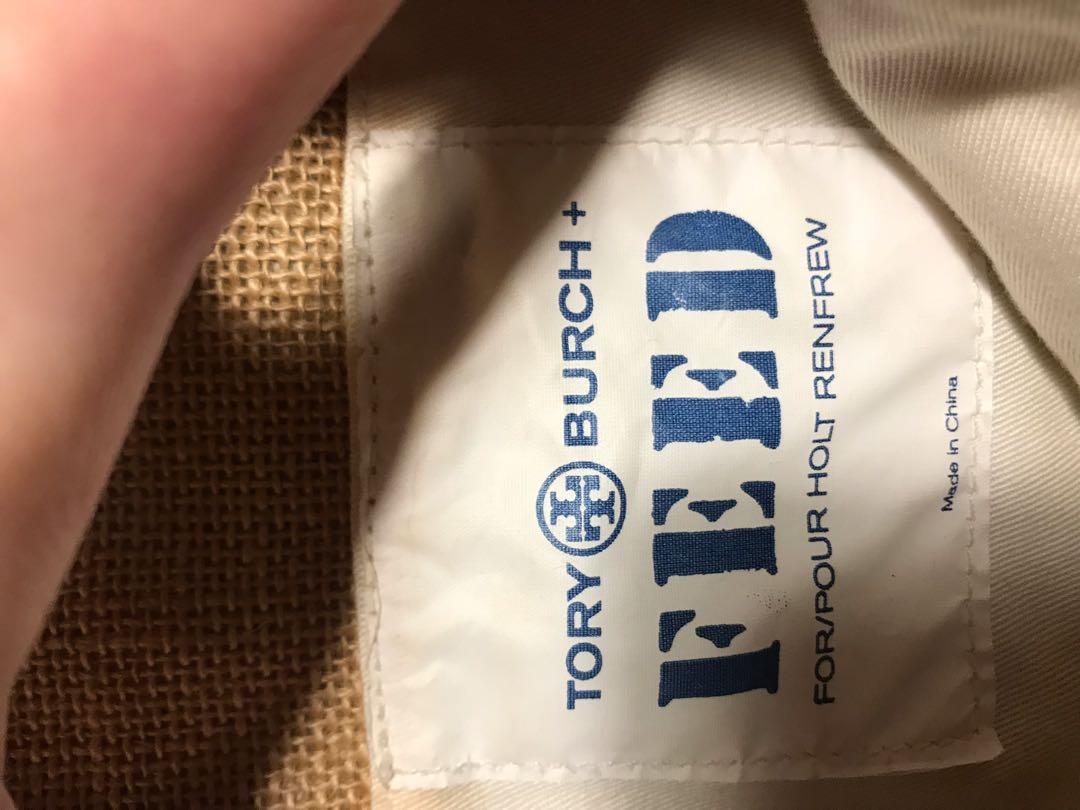 TORY BURCH +
FEED
FOR/POUR HOLT RENFREW
Made in China